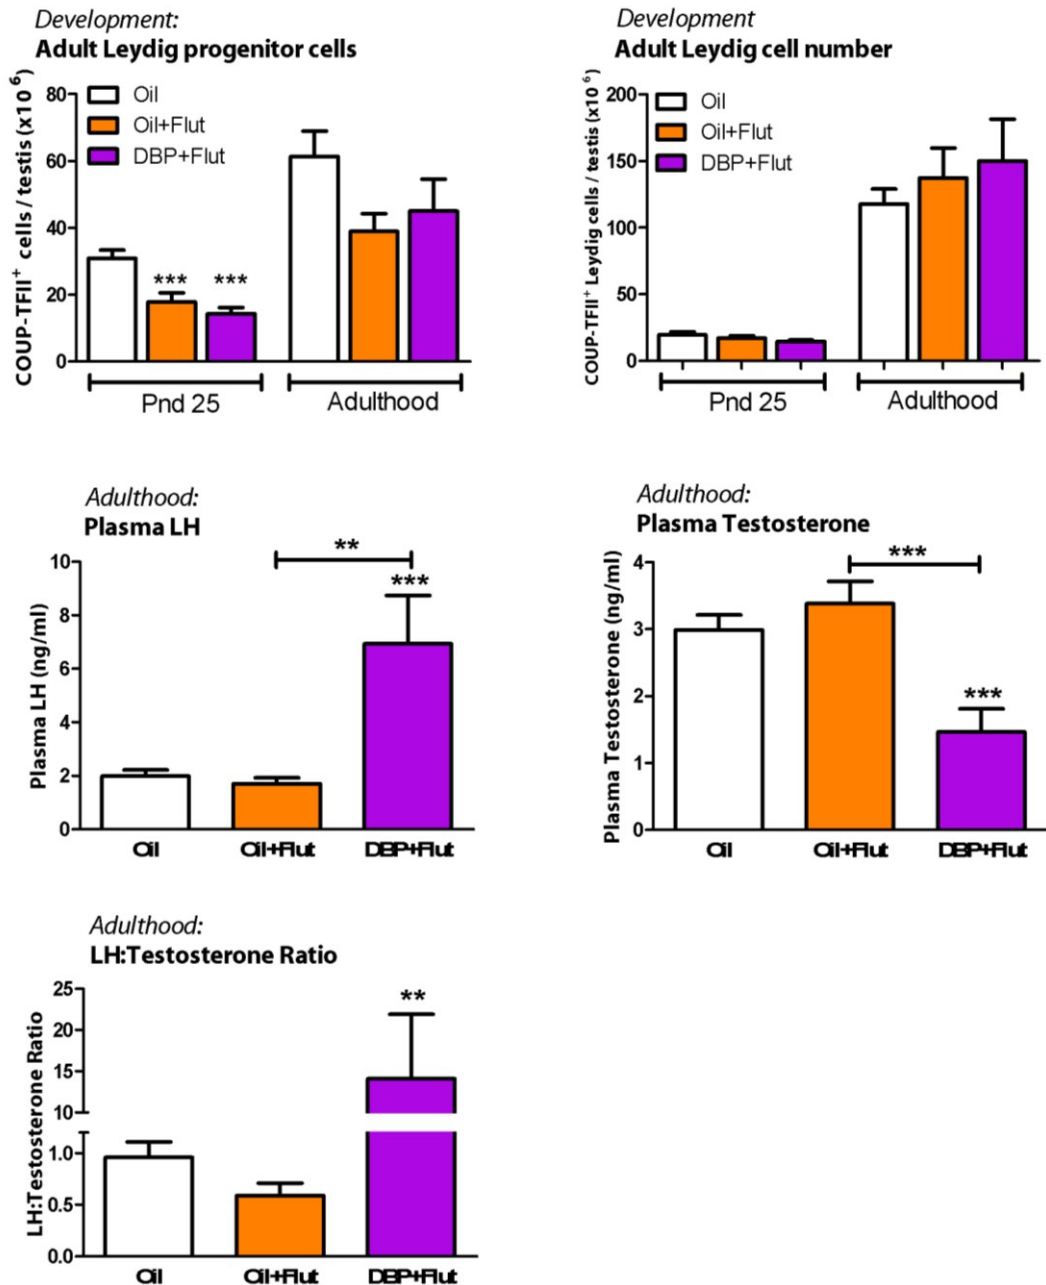 Development:
Adult Leydig progenitor cells
COUP-TFII⁺ cells / testis (x10⁶)
80
60
40
20
0
Oil
Oil+Flut
DBP+Flut
***
***
Pnd 25
Adulthood
Development
Adult Leydig cell number
COUP-TFII⁺ Leydig cells / testis (x10⁶)
200
150
100
50
0
Oil
Oil+Flut
DBP+Flut
Pnd 25
Adulthood
Adulthood:
Plasma LH
Plasma LH (ng/ml)
10
8
6
4
2
0
**
***
Oil
Oil+Flut
DBP+Flut
Adulthood:
Plasma Testosterone
Plasma Testosterone (ng/ml)
4
3
2
1
0
***
***
Oil
Oil+Flut
DBP+Flut
Adulthood:
LH:Testosterone Ratio
LH:Testosterone Ratio
25
20
15
10
1.0
0.5
0.0
**
Oil
Oil+Flut
DBP+Flut